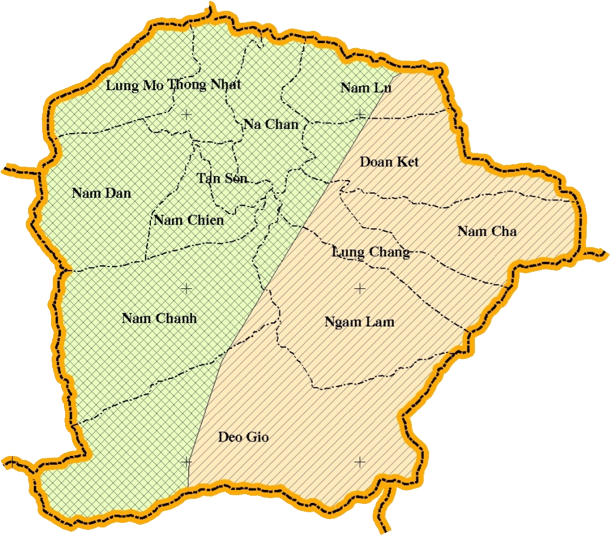 Lung Mo
Thong Nhat
Nam Lu
Na Chan
Doan Ket
Tan Son
Nam Dan
Nam Chien
Nam Cha
Lung Chang
Nam Chanh
Ngam Lam
Deo Gio